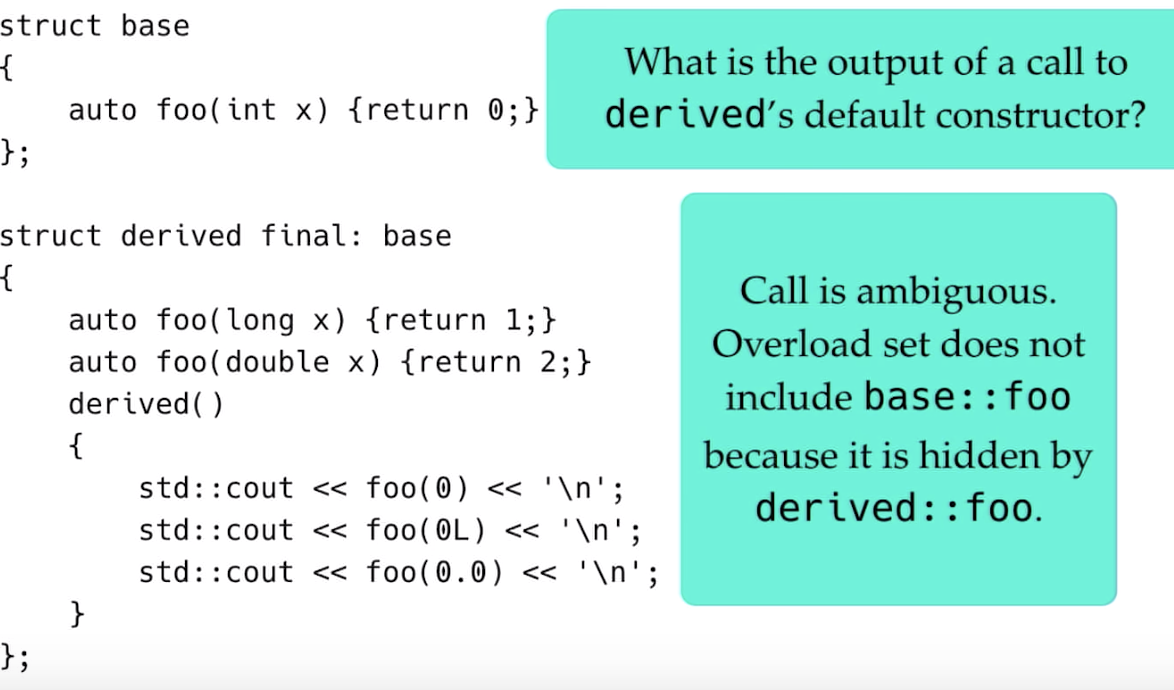 struct base
{
    auto foo(int x) {return 0;}
};
struct derived final: base
{
    auto foo(long x) {return 1;}
    auto foo(double x) {return 2;}
    derived()
    {
        std::cout << foo(0) << '\n';
        std::cout << foo(0L) << '\n';
        std::cout << foo(0.0) << '\n';
    }
};
What is the output of a call to
derived’s default constructor?
Call is ambiguous.
Overload set does not
include base::foo
because it is hidden by
derived::foo.